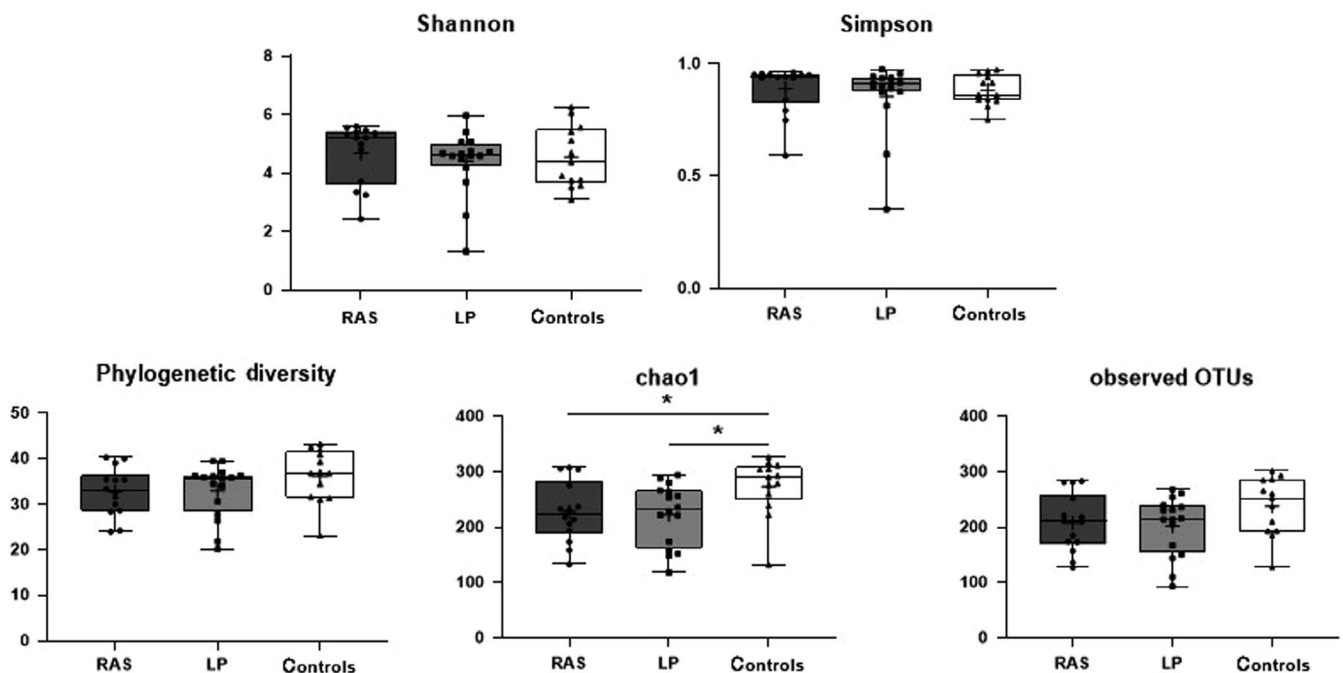 Shannon
8
6
4
2
0
RAS LP Controls
Simpson
1.0
0.5
0.0
RAS LP Controls
Phylogenetic diversity
50
40
30
20
10
0
RAS LP Controls
chao1
400
300
200
100
0
*
*
RAS LP Controls
observed OTUs
400
300
200
100
0
RAS LP Controls